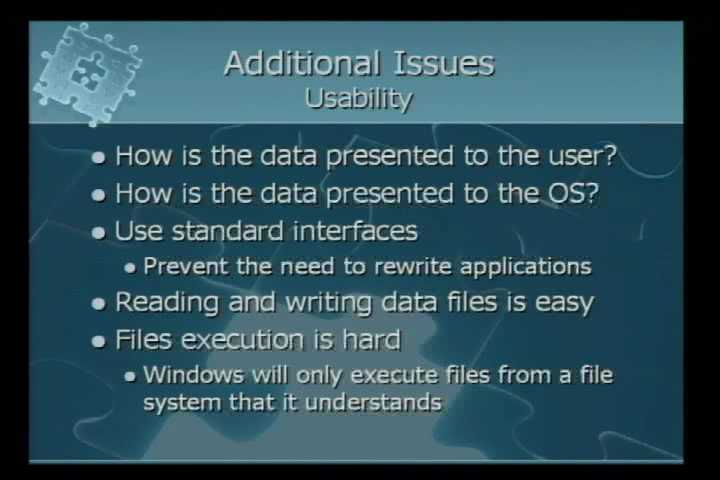 Additional Issues
Usability
How is the data presented to the user?
How is the data presented to the OS?
Use standard interfaces
Prevent the need to rewrite applications
Reading and writing data files is easy
Files execution is hard
Windows will only execute files from a file
system that it understands